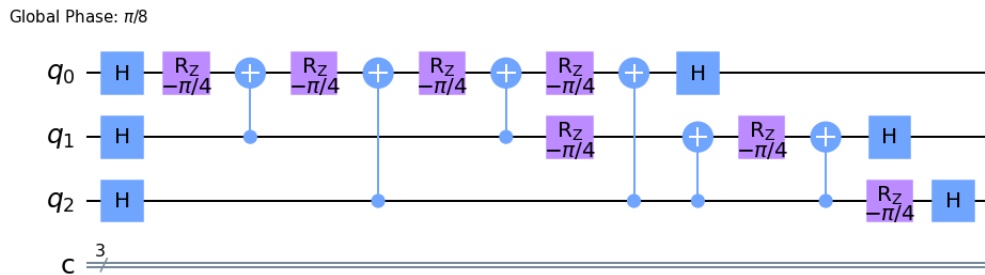 Global Phase: π/8
q0 H RZ −π/4 RZ −π/4 RZ −π/4 RZ −π/4 H
q1 H RZ −π/4 RZ −π/4 H
q2 H RZ −π/4 H
3
c